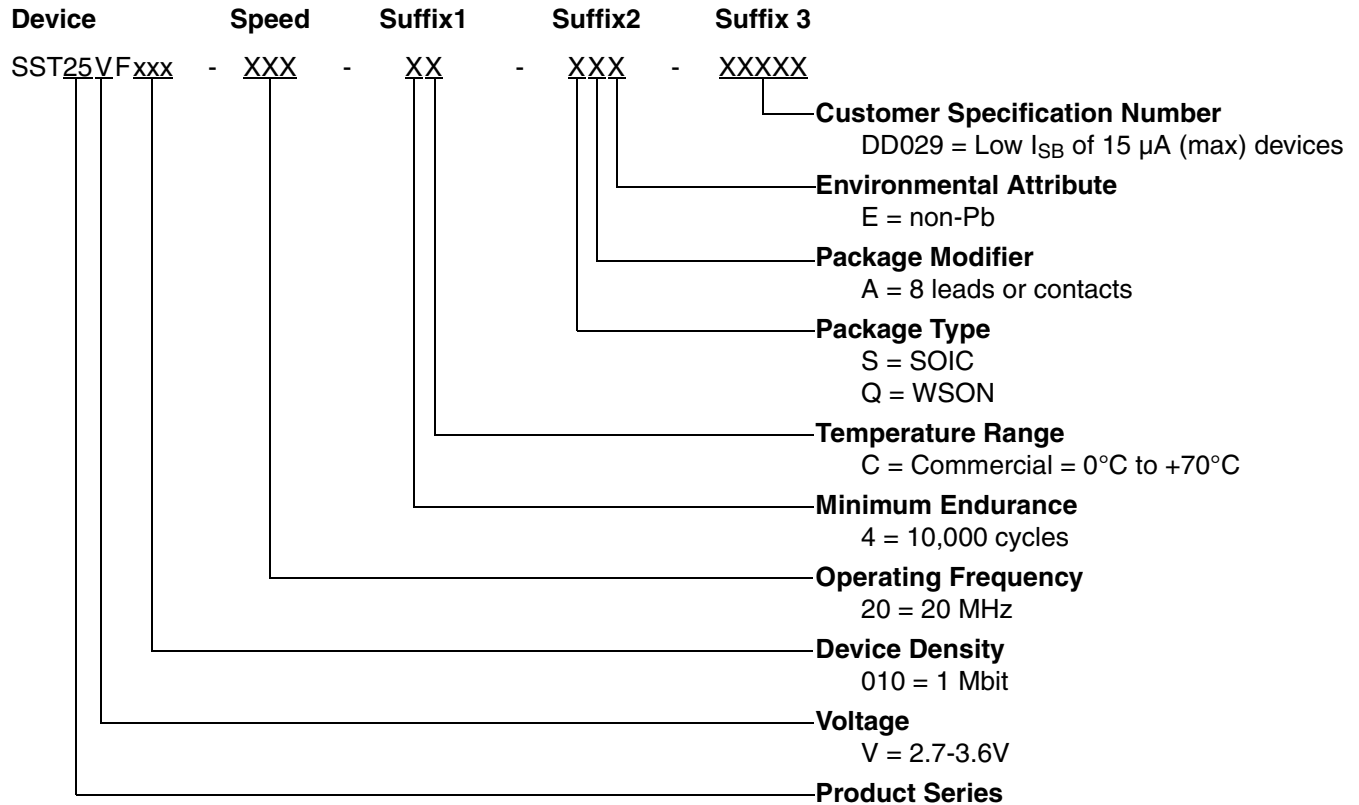 Device Speed Suffix1 Suffix2 Suffix 3
SST25VFxxx - XXX - XX - XXX - XXXXX
Customer Specification Number
DD029 = Low ISB of 15 µA (max) devices
Environmental Attribute
E = non-Pb
Package Modifier
A = 8 leads or contacts
Package Type
S = SOIC
Q = WSON
Temperature Range
C = Commercial = 0°C to +70°C
Minimum Endurance
4 = 10,000 cycles
Operating Frequency
20 = 20 MHz
Device Density
010 = 1 Mbit
Voltage
V = 2.7-3.6V
Product Series